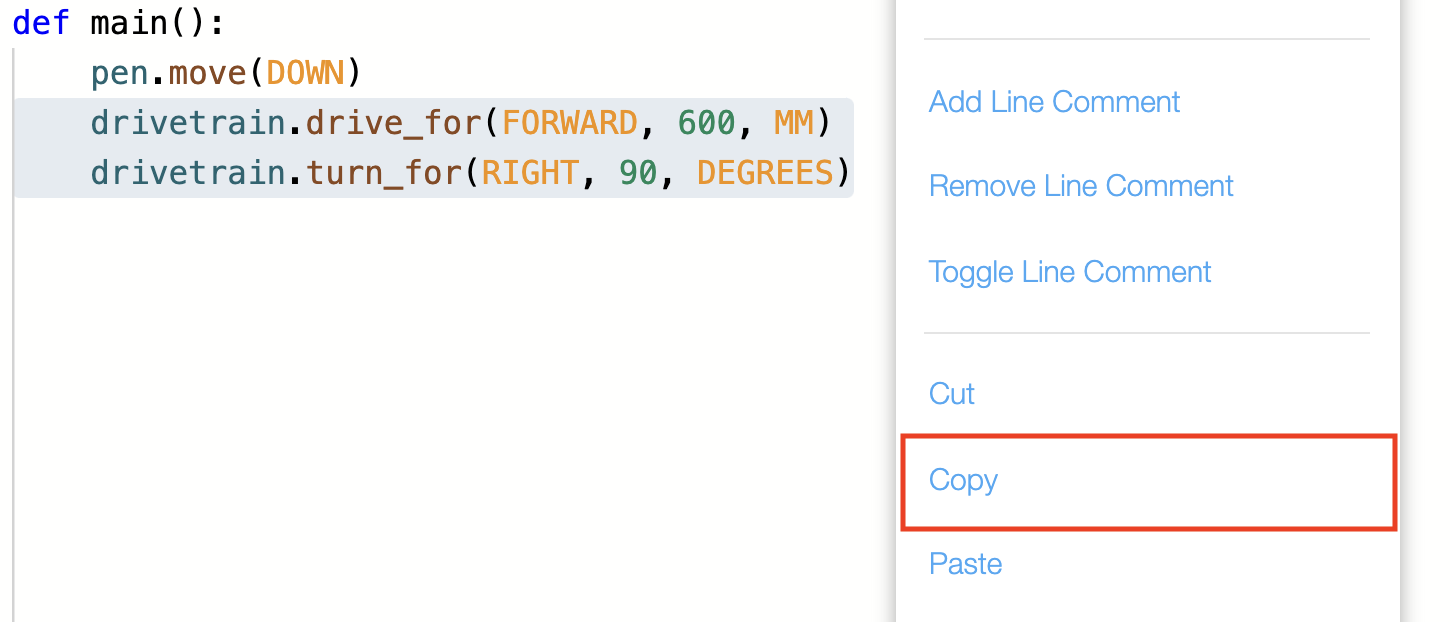 def main():
    pen.move(DOWN)
    drivetrain.drive_for(FORWARD, 600, MM)
    drivetrain.turn_for(RIGHT, 90, DEGREES)
Add Line Comment
Remove Line Comment
Toggle Line Comment
Cut
Copy
Paste